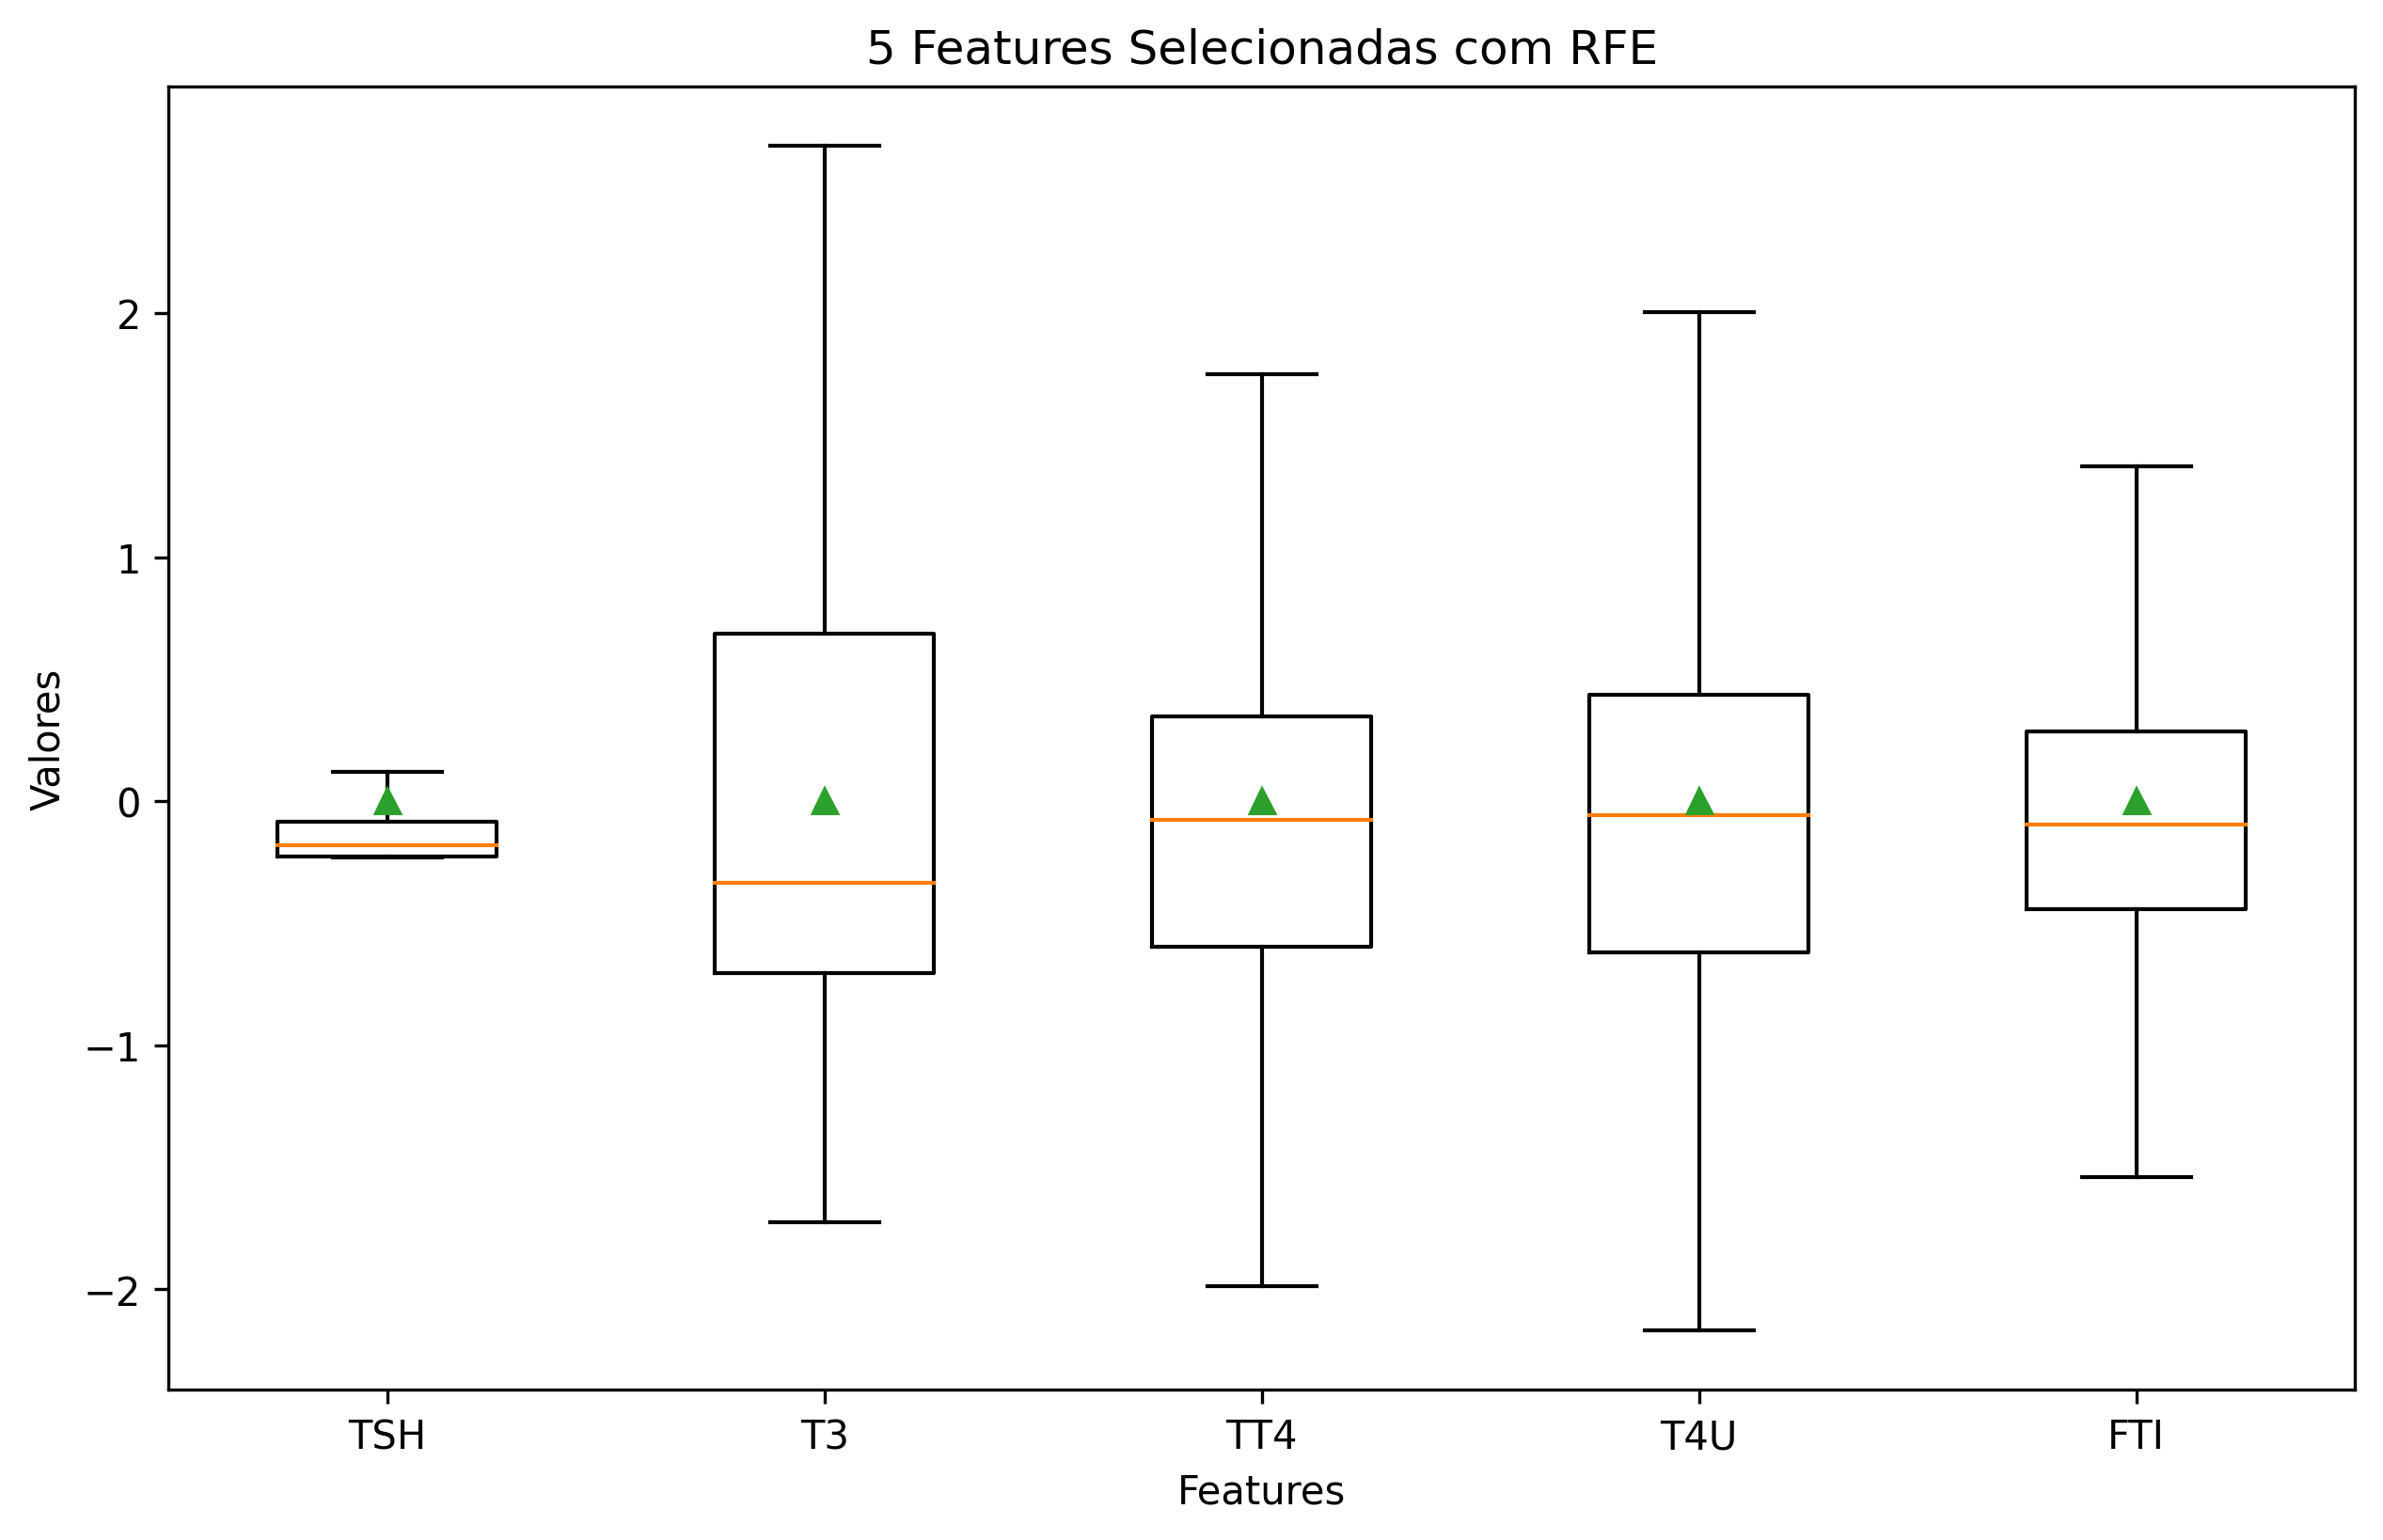 5 Features Selecionadas com RFE
Valores
2
1
0
−1
−2
TSH T3 TT4 T4U FTI
Features